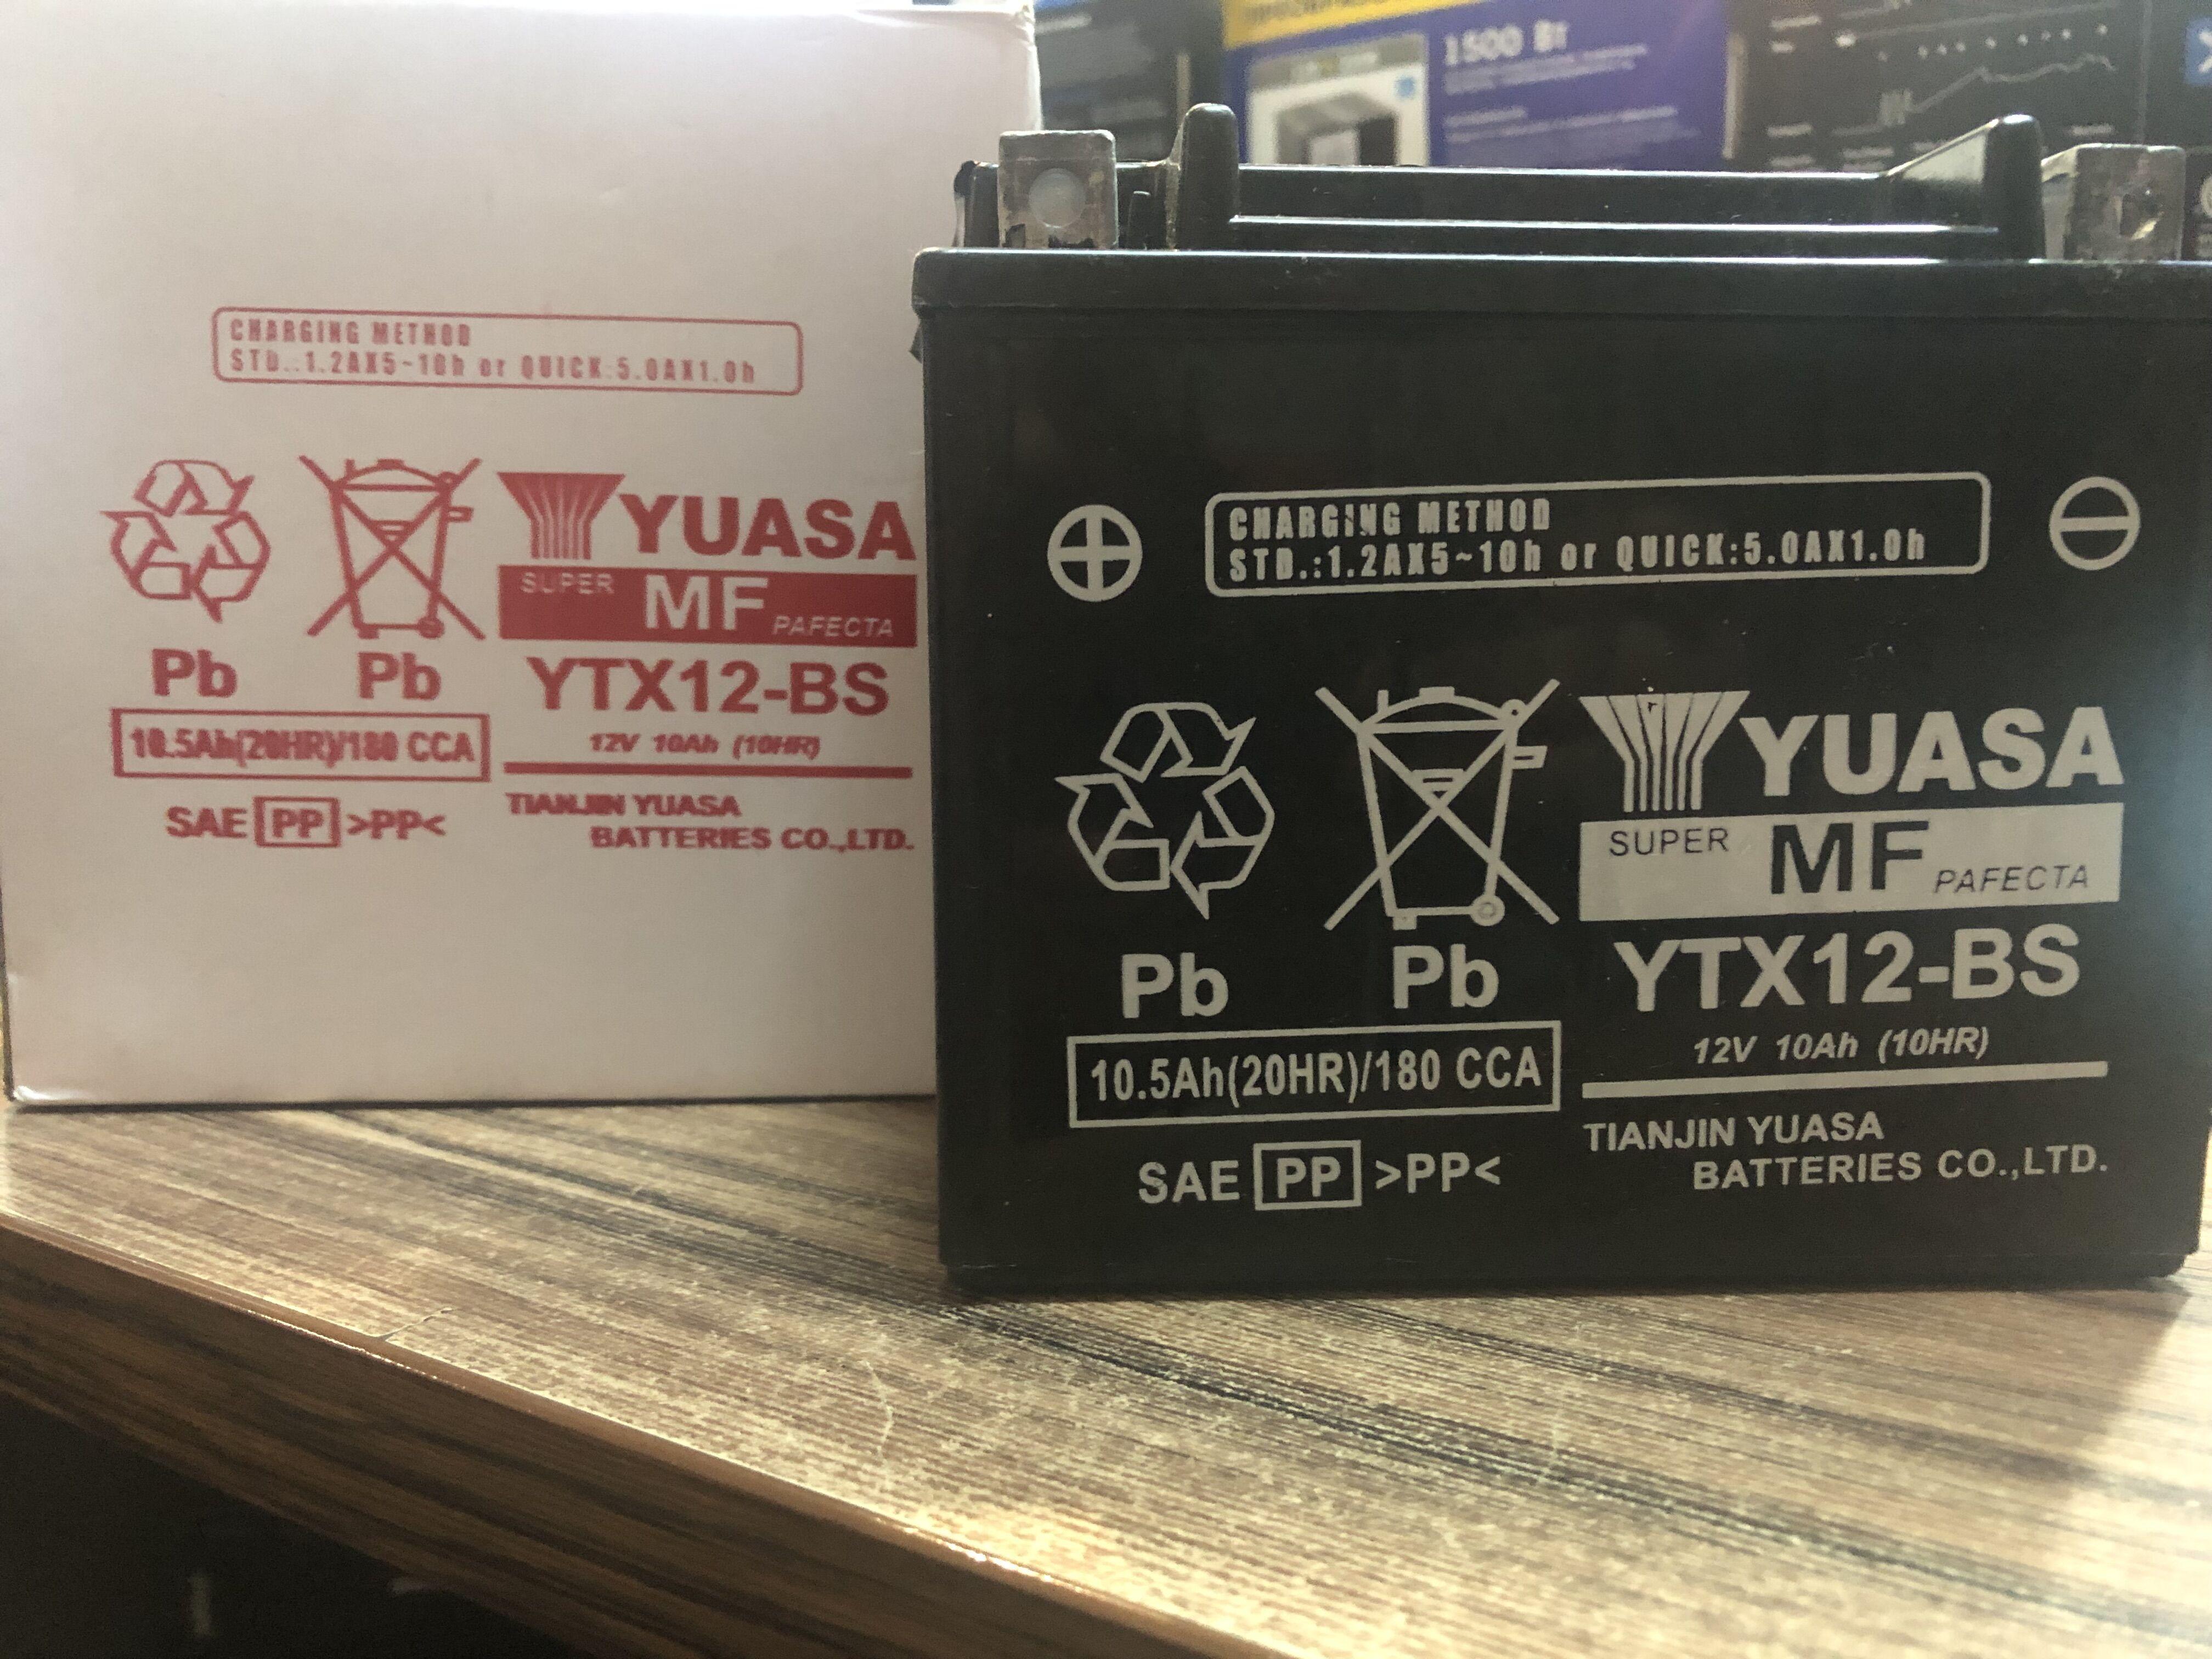 CHARGING METHOD
STD.:1.2AX5~10h or QUICK:5.0AX1.0h
YUASA
SUPER MF PAFECTA
Pb Pb
YTX12-BS
10.5Ah(20HR)/180 CCA
12V 10Ah (10HR)
SAE PP >PP<
TIANJIN YUASA
BATTERIES CO.,LTD.
1500 Вт
CHARGING METHOD
STD.:1.2AX5~10h or QUICK:5.0AX1.0h
YUASA
SUPER MF PAFECTA
Pb Pb
YTX12-BS
12V 10Ah (10HR)
10.5Ah(20HR)/180 CCA
TIANJIN YUASA
BATTERIES CO.,LTD.
SAE PP >PP<